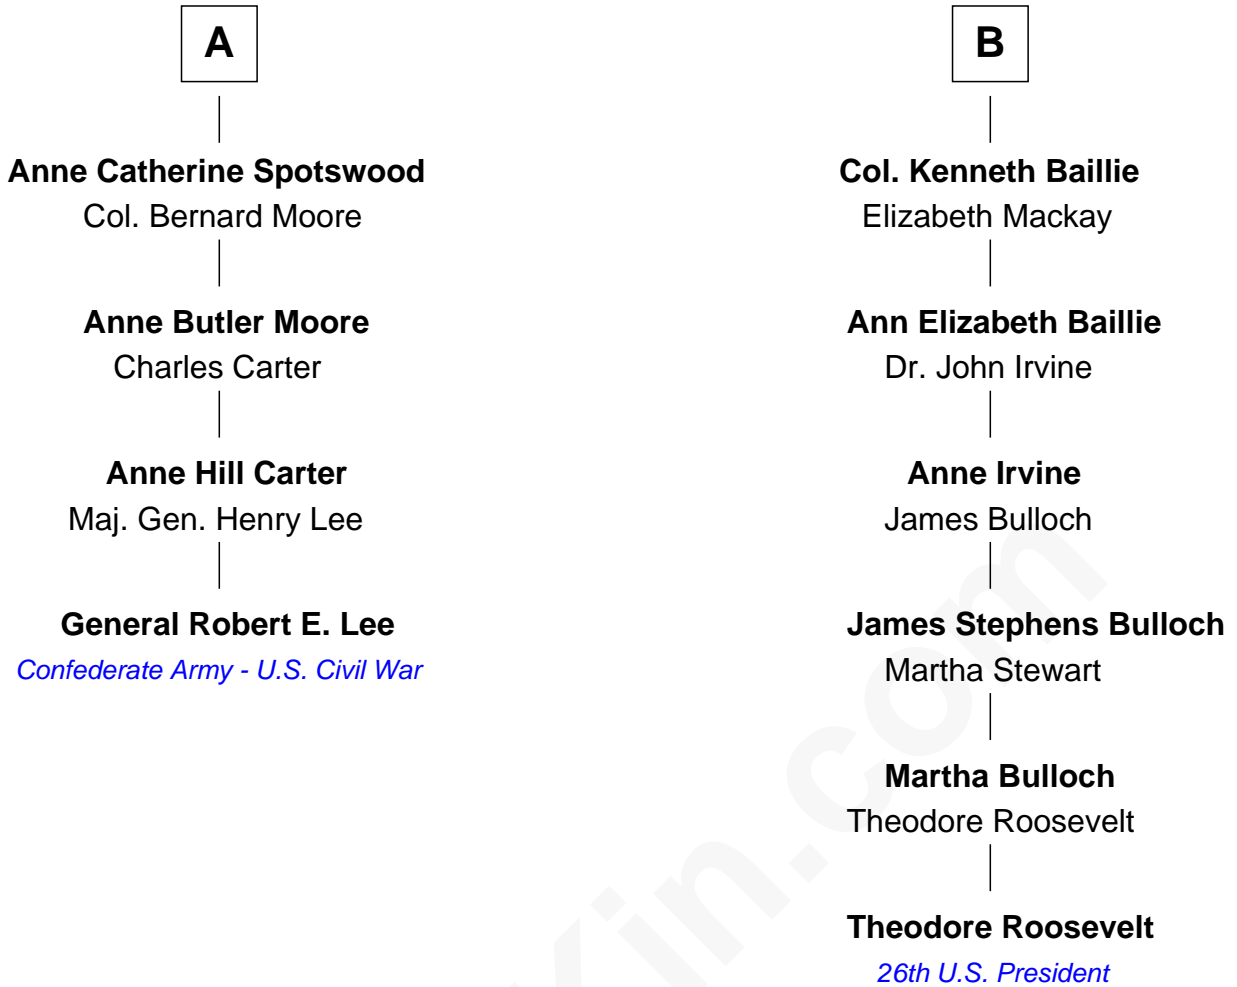 A
Anne Catherine Spotswood
Col. Bernard Moore
Anne Butler Moore
Charles Carter
Anne Hill Carter
Maj. Gen. Henry Lee
General Robert E. Lee
Confederate Army - U.S. Civil War
B
Col. Kenneth Baillie
Elizabeth Mackay
Ann Elizabeth Baillie
Dr. John Irvine
Anne Irvine
James Bulloch
James Stephens Bulloch
Martha Stewart
Martha Bulloch
Theodore Roosevelt
Theodore Roosevelt
26th U.S. President
Kin.com